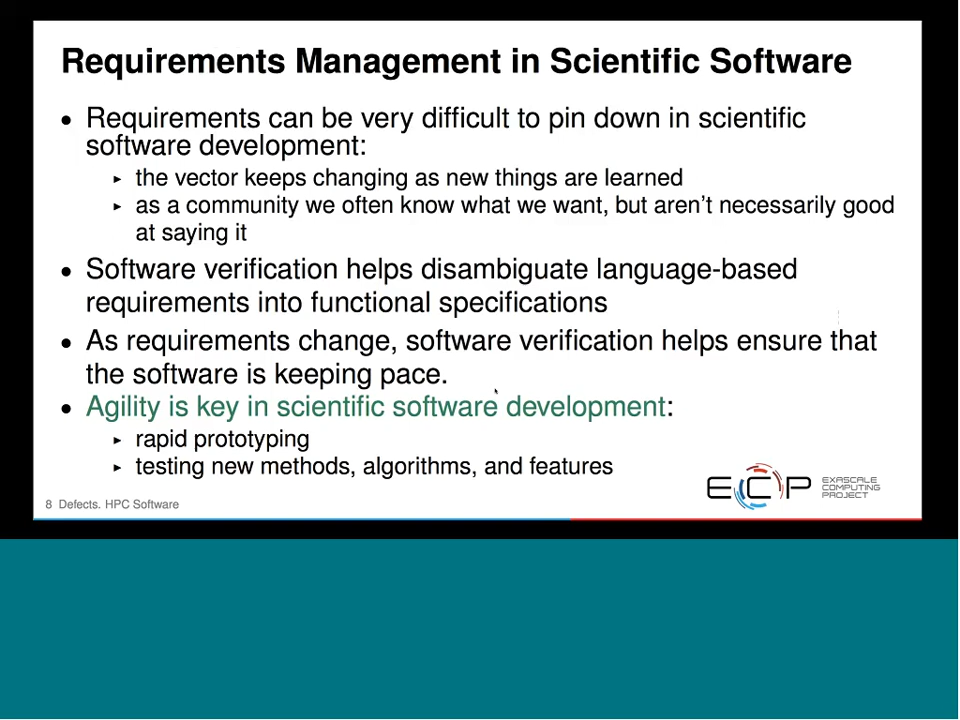 Requirements Management in Scientific Software
• Requirements can be very difficult to pin down in scientific
software development:
▸ the vector keeps changing as new things are learned
▸ as a community we often know what we want, but aren't necessarily good
at saying it
• Software verification helps disambiguate language-based
requirements into functional specifications
• As requirements change, software verification helps ensure that
the software is keeping pace.
• Agility is key in scientific software development:
▸ rapid prototyping
▸ testing new methods, algorithms, and features
8 Defects. HPC Software
ECP
EXASCALE
COMPUTING
PROJECT